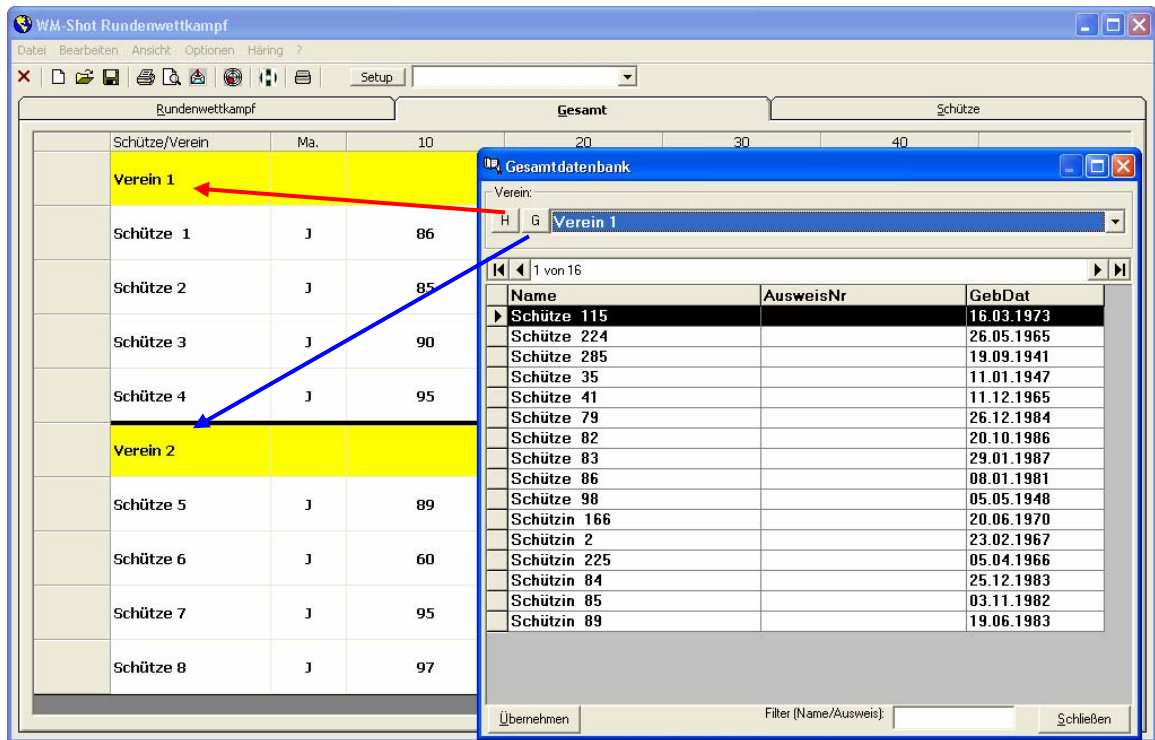 WM-Shot Rundenwettkampf
Datei Bearbeiten Ansicht Optionen Häring ?
Setup
Rundenwettkampf Gesamt Schütze
Schütze/Verein Ma. 10 20 30 40
Verein 1
Schütze 1 J 86
Schütze 2 J 85
Schütze 3 J 90
Schütze 4 J 95
Verein 2
Schütze 5 J 89
Schütze 6 J 60
Schütze 7 J 95
Schütze 8 J 97
Gesamtdatenbank
Verein:
H G Verein 1
1 von 16
Name AusweisNr GebDat
Schütze 115 16.03.1973
Schütze 224 26.05.1965
Schütze 285 19.09.1941
Schütze 35 11.01.1947
Schütze 41 11.12.1965
Schütze 79 26.12.1984
Schütze 82 20.10.1986
Schütze 83 29.01.1987
Schütze 86 08.01.1981
Schütze 98 05.05.1948
Schützin 166 20.06.1970
Schützin 2 23.02.1967
Schützin 225 05.04.1966
Schützin 84 25.12.1983
Schützin 85 03.11.1982
Schützin 89 19.06.1983
Übernehmen Filter (Name/Ausweis): Schließen